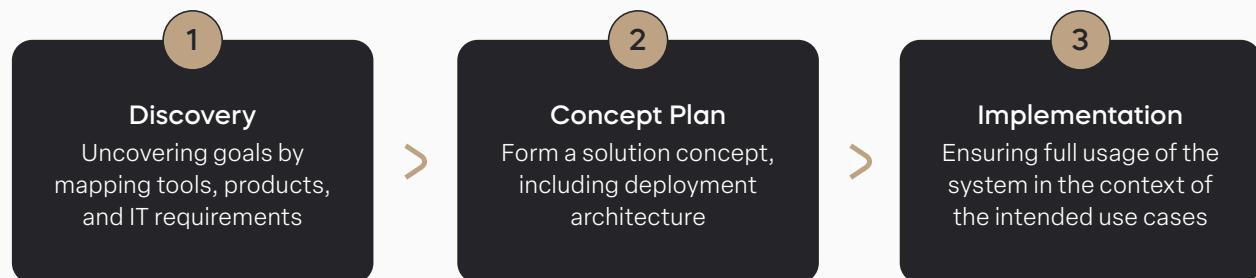 1
Discovery
Uncovering goals by
mapping tools, products,
and IT requirements
2
Concept Plan
Form a solution concept,
including deployment
architecture
3
Implementation
Ensuring full usage of the
system in the context of
the intended use cases